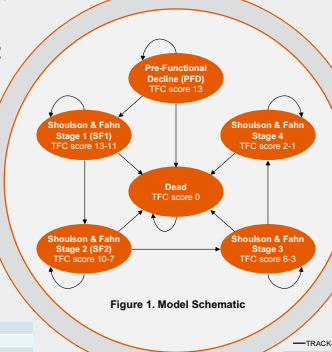 Pre-Functional
Decline (PFD)
TFC score 13
Shoulson & Fahn
Stage 1 (SF1)
TFC score 13-11
Shoulson & Fahn
Stage 4
TFC score 2-1
Dead
TFC score 0
Shoulson & Fahn
Stage 2 (SF2)
TFC score 10-7
Shoulson & Fahn
Stage 3
TFC score 6-3
Figure 1. Model Schematic
TRACK-